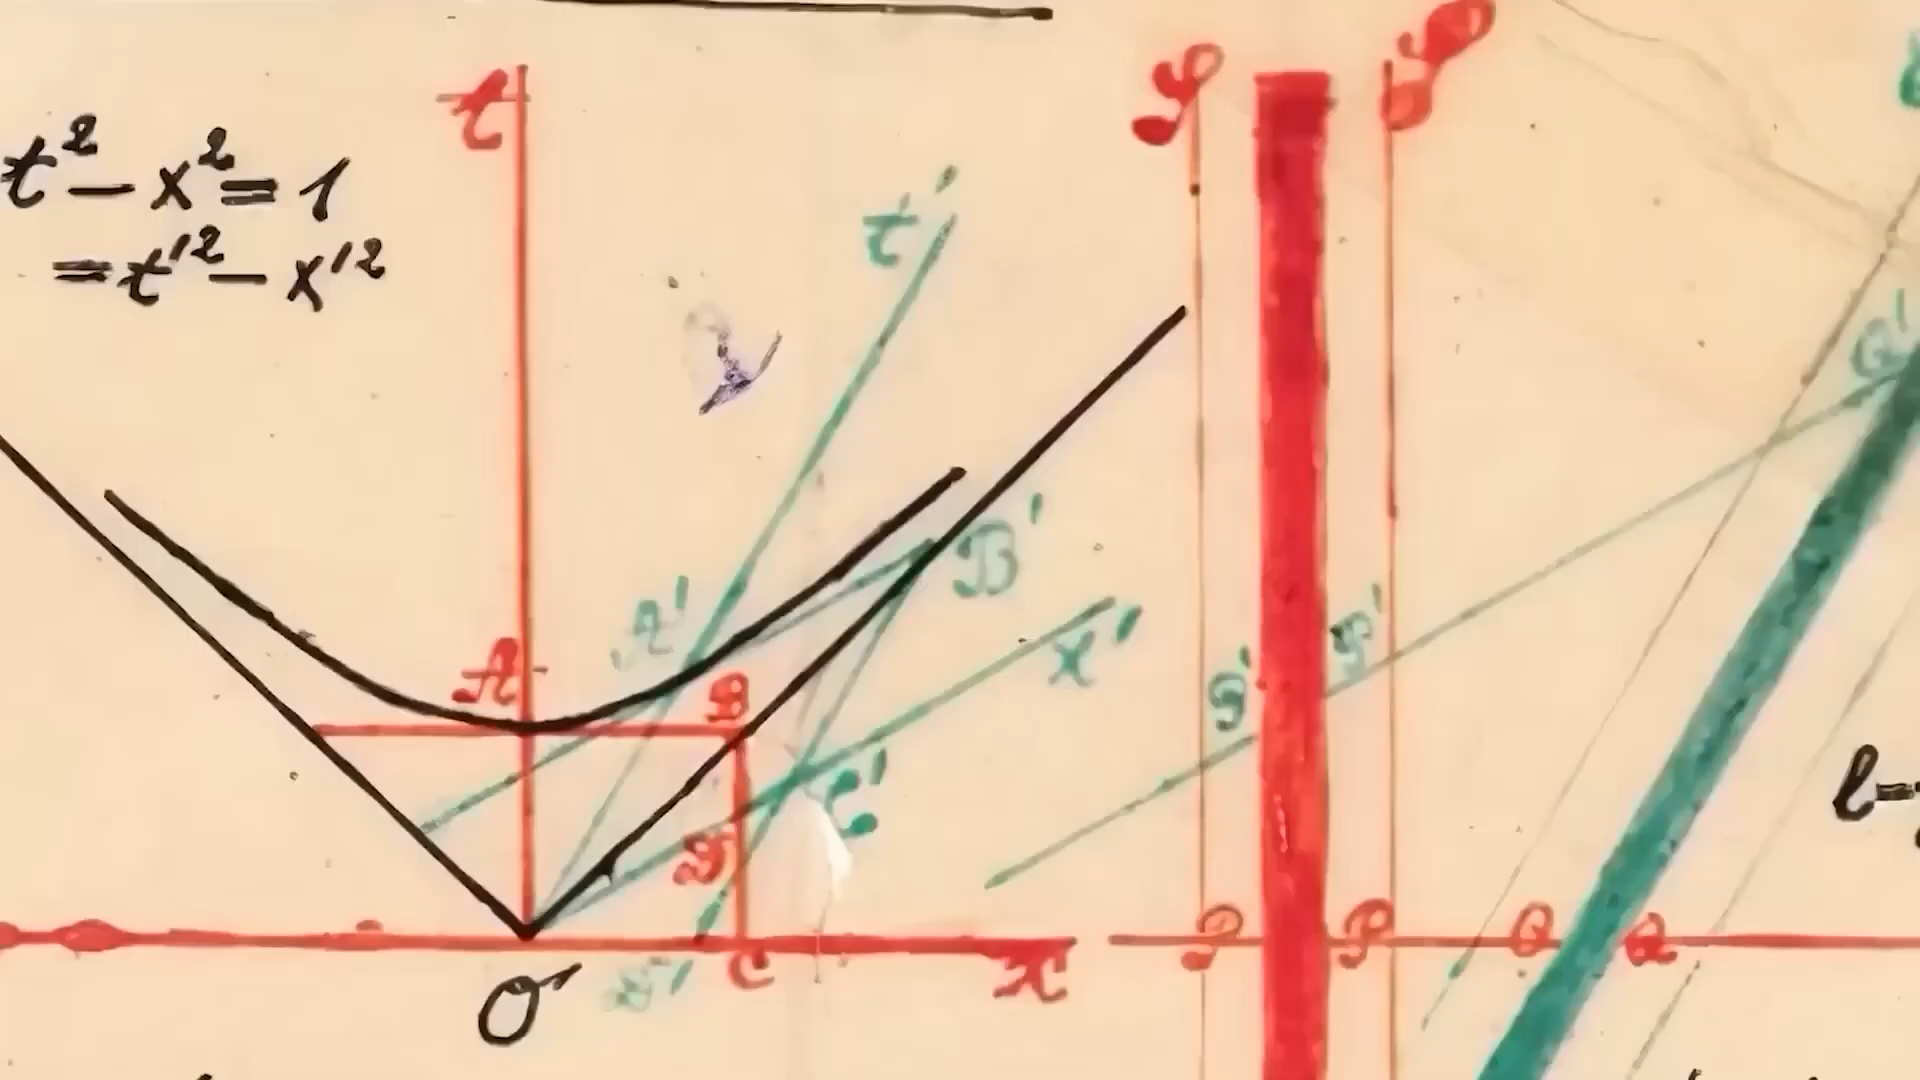 t² – x² = 1
= t'² – x'²
t
t'
A'
B'
x'
A
B
C'
D
O
D'
C
x
P'
P'
Q'
P
P
Q
Q
l=